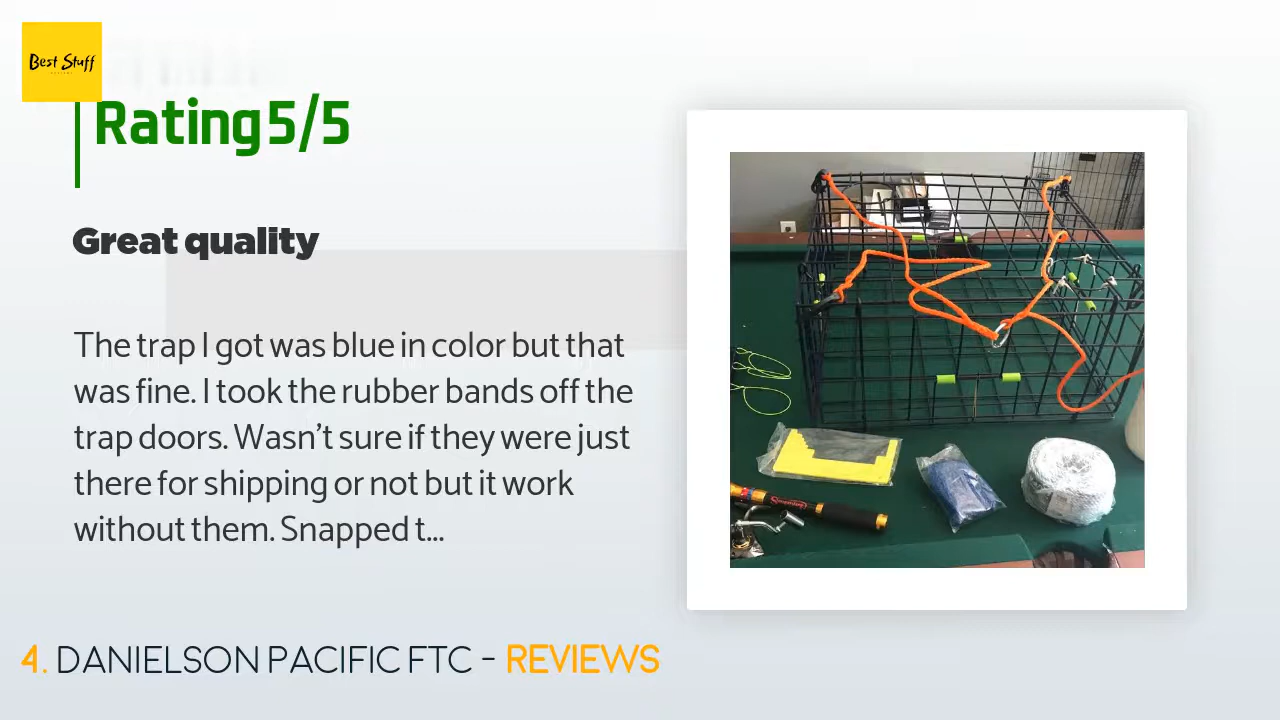 Best Stuff
Rating 5/5
Great quality
The trap I got was blue in color but that
was fine. I took the rubber bands off the
trap doors. Wasn't sure if they were just
there for shipping or not but it work
without them. Snapped t...
4. DANIELSON PACIFIC FTC - REVIEWS